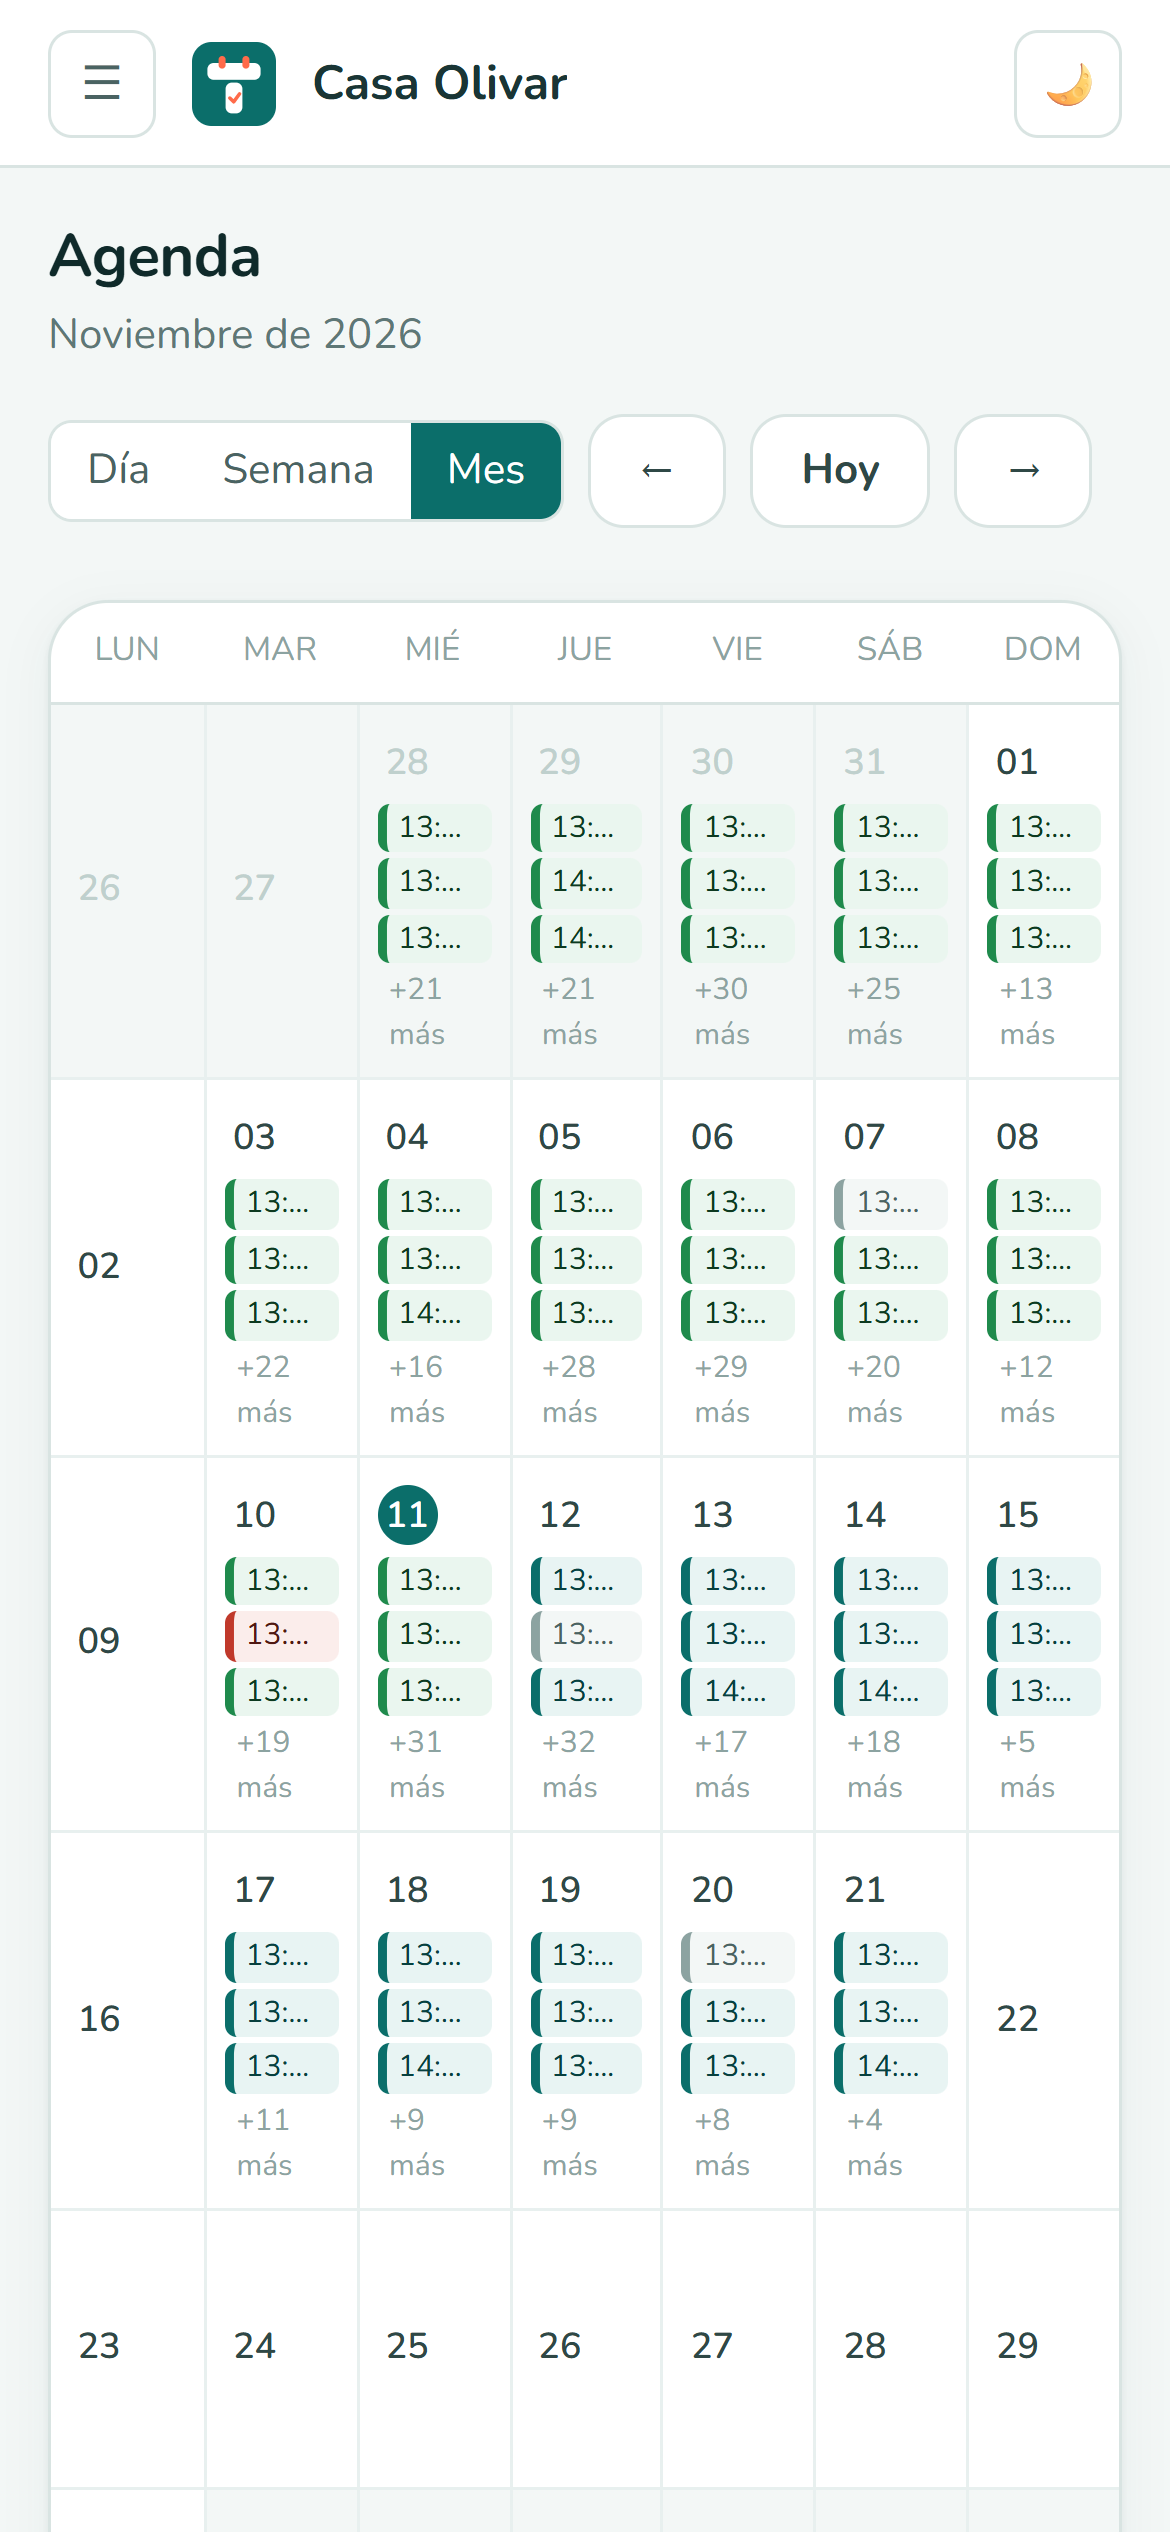 Casa Olivar
Agenda
Noviembre de 2026
Día Semana Mes ← Hoy →
LUN MAR MIÉ JUE VIE SÁB DOM
26 27 28 29 30 31 01
13:... 13:... 13:... 13:... 13:...
13:... 14:... 13:... 13:... 13:...
13:... 14:... 13:... 13:... 13:...
+21 +21 +30 +25 +13
más más más más más
02 03 04 05 06 07 08
13:... 13:... 13:... 13:... 13:... 13:...
13:... 13:... 13:... 13:... 13:... 13:...
13:... 14:... 13:... 13:... 13:... 13:...
+22 +16 +28 +29 +20 +12
más más más más más más
09 10 11 12 13 14 15
13:... 13:... 13:... 13:... 13:... 13:...
13:... 13:... 13:... 13:... 13:... 13:...
13:... 13:... 13:... 14:... 14:... 13:...
+19 +31 +32 +17 +18 +5
más más más más más más
16 17 18 19 20 21 22
13:... 13:... 13:... 13:... 13:...
13:... 13:... 13:... 13:... 13:...
13:... 14:... 13:... 13:... 14:...
+11 +9 +9 +8 +4
más más más más más
23 24 25 26 27 28 29